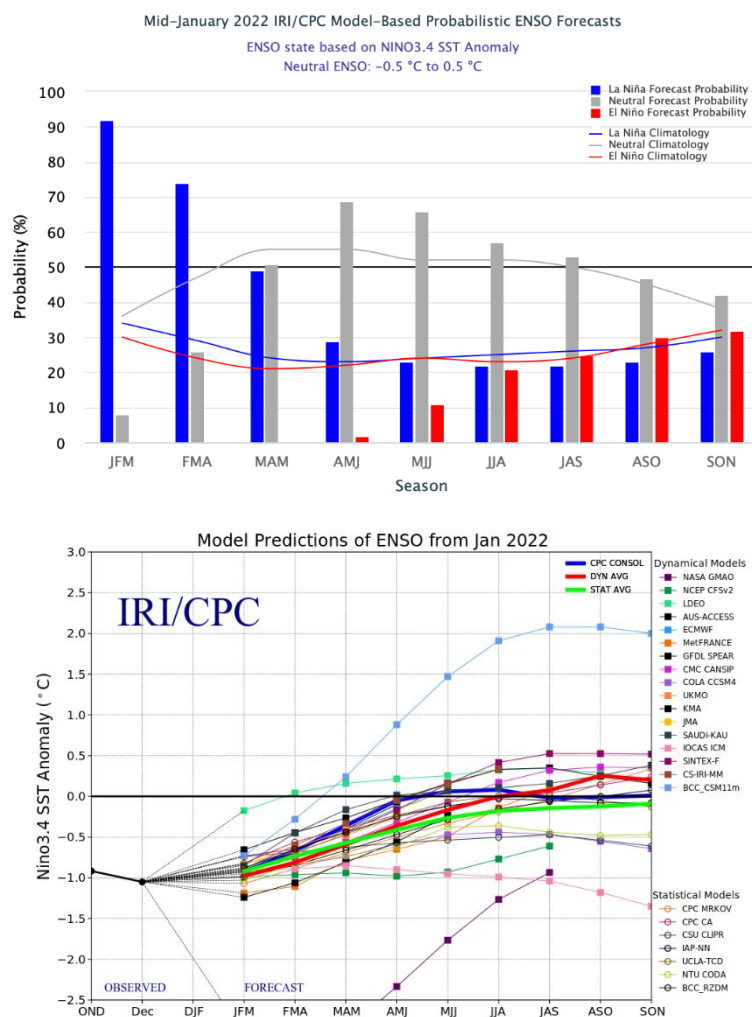 Mid-January 2022 IRI/CPC Model-Based Probabilistic ENSO Forecasts
ENSO state based on NINO3.4 SST Anomaly
Neutral ENSO: -0.5 °C to 0.5 °C
La Niña Forecast Probability
Neutral Forecast Probability
El Niño Forecast Probability
La Niña Climatology
Neutral Climatology
El Niño Climatology
Probability (%)
100
90
80
70
60
50
40
30
20
10
0
JFM FMA MAM AMJ MJJ JJA JAS ASO SON
Season
Model Predictions of ENSO from Jan 2022
IRI/CPC
CPC CONSOL
DYN AVG
STAT AVG
Nino3.4 SST Anomaly (°C)
3.0
2.5
2.0
1.5
1.0
0.5
0.0
−0.5
−1.0
−1.5
−2.0
−2.5
OBSERVED FORECAST
OND Dec DJF JFM FMA MAM AMJ MJJ JJA JAS ASO SON
Dynamical Models
NASA GMAO
NCEP CFSv2
LDEO
AUS-ACCESS
ECMWF
MetFRANCE
GFDL SPEAR
CMC CANSIP
COLA CCSM4
UKMO
KMA
JMA
SAUDI-KAU
IOCAS ICM
SINTEX-F
CS-IRI-MM
BCC_CSM11m
Statistical Models
CPC MRKOV
CPC CA
CSU CLIPR
IAP-NN
UCLA-TCD
NTU CODA
BCC_RZDM